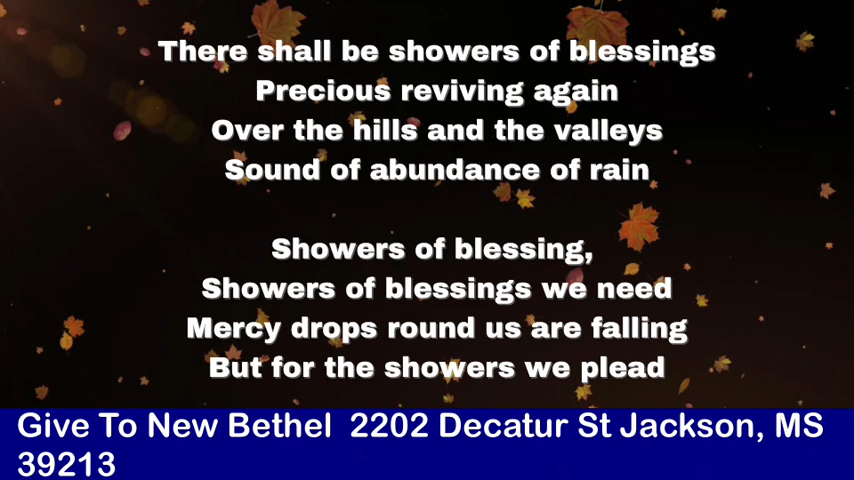 There shall be showers of blessings
Precious reviving again
Over the hills and the valleys
Sound of abundance of rain
Showers of blessing,
Showers of blessings we need
Mercy drops round us are falling
But for the showers we plead
Give To New Bethel  2202 Decatur St Jackson, MS
39213